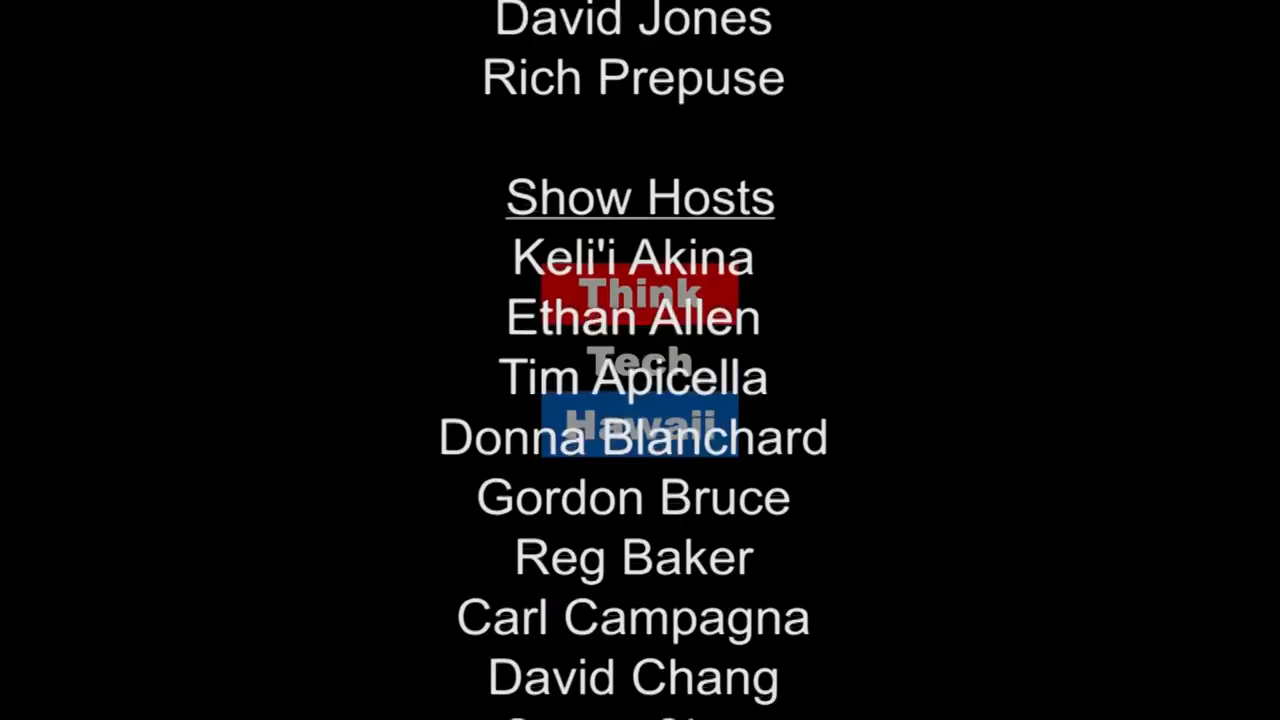 David Jones
Rich Prepuse
Show Hosts
Keli'i Akina
Think
Ethan Allen
Tech
Tim Apicella
Hawaii
Donna Blanchard
Gordon Bruce
Reg Baker
Carl Campagna
David Chang